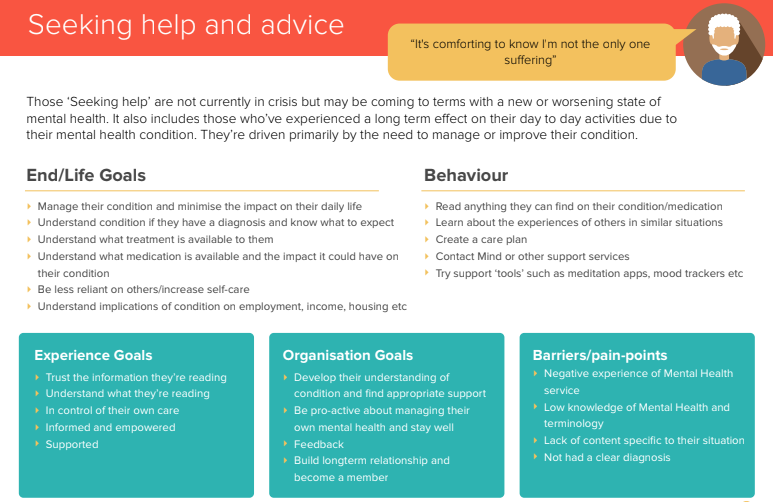 Seeking help and advice
“It's comforting to know I'm not the only one
suffering”
Those ‘Seeking help’ are not currently in crisis but may be coming to terms with a new or worsening state of
mental health. It also includes those who’ve experienced a long term effect on their day to day activities due to
their mental health condition. They’re driven primarily by the need to manage or improve their condition.
End/Life Goals
Manage their condition and minimise the impact on their daily life
Understand condition if they have a diagnosis and know what to expect
Understand what treatment is available to them
Understand what medication is available and the impact it could have on
their condition
Be less reliant on others/increase self-care
Understand implications of condition on employment, income, housing etc
Behaviour
Read anything they can find on their condition/medication
Learn about the experiences of others in similar situations
Create a care plan
Contact Mind or other support services
Try support ‘tools’ such as meditation apps, mood trackers etc
Experience Goals
Trust the information they’re reading
Understand what they’re reading
In control of their own care
Informed and empowered
Supported
Organisation Goals
Develop their understanding of
condition and find appropriate support
Be pro-active about managing their
own mental health and stay well
Feedback
Build longterm relationship and
become a member
Barriers/pain-points
Negative experience of Mental Health
service
Low knowledge of Mental Health and
terminology
Lack of content specific to their situation
Not had a clear diagnosis